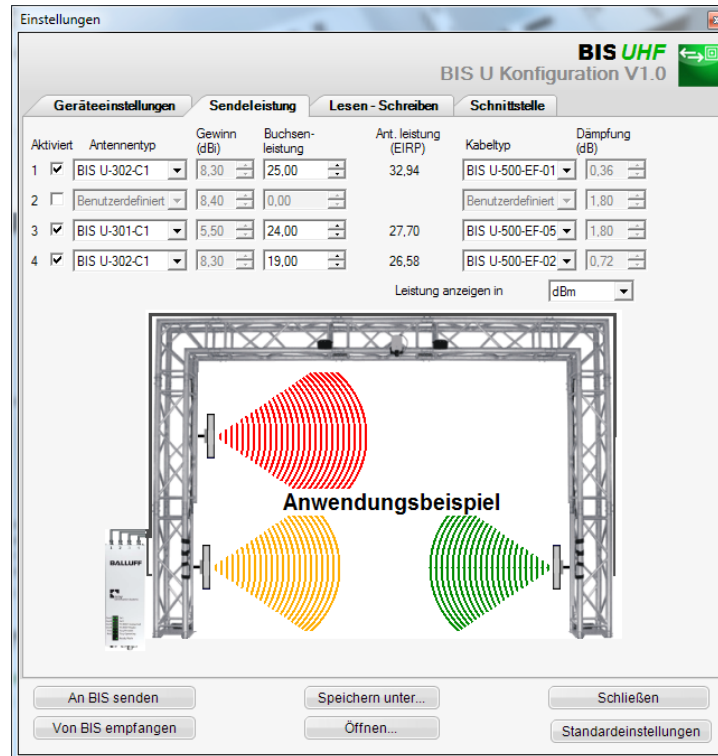 Einstellungen
BIS UHF
BIS U Konfiguration V1.0
Geräteeinstellungen Sendeleistung Lesen - Schreiben Schnittstelle
Aktiviert Antennentyp Gewinn (dBi) Buchsen-leistung Ant. leistung (EIRP) Kabeltyp Dämpfung (dB)
1 BIS U-302-C1 8,30 25,00 32,94 BIS U-500-EF-01 0,36
2 Benutzerdefiniert 8,40 0,00 Benutzerdefiniert 1,80
3 BIS U-301-C1 5,50 24,00 27,70 BIS U-500-EF-05 1,80
4 BIS U-302-C1 8,30 19,00 26,58 BIS U-500-EF-02 0,72
Leistung anzeigen in dBm
Anwendungsbeispiel
BALLUFF
An BIS senden Speichern unter... Schließen
Von BIS empfangen Öffnen... Standardeinstellungen